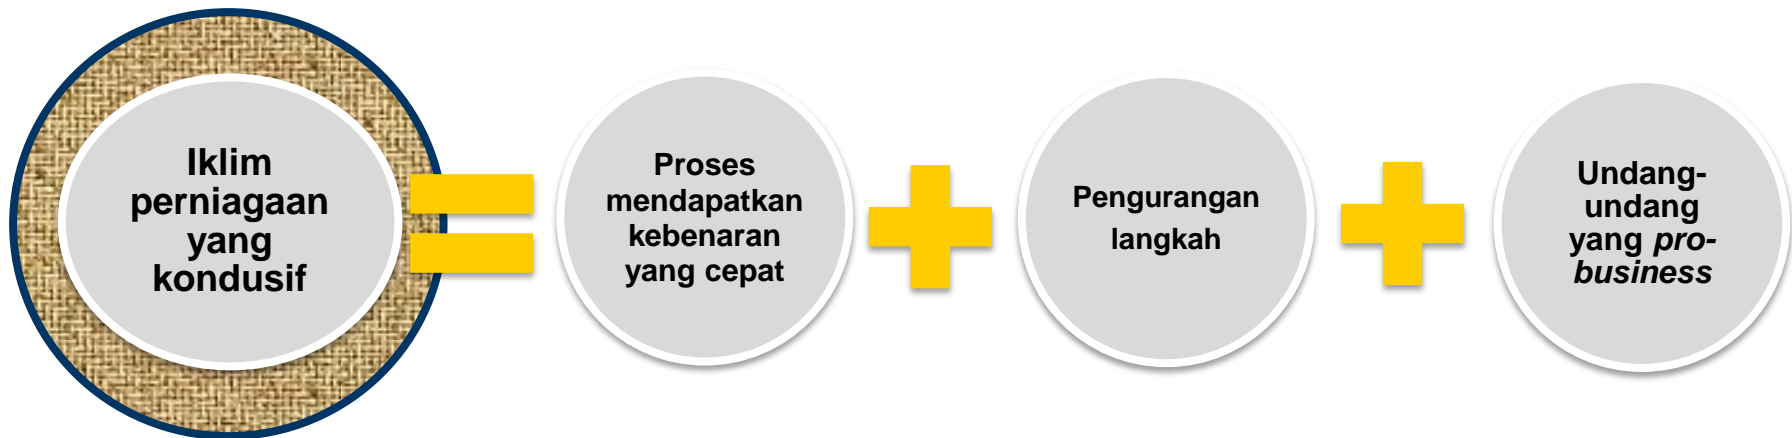 Iklim
perniagaan
yang
kondusif
Proses
mendapatkan
kebenaran
yang cepat
Pengurangan
langkah
Undang-
undang
yang pro-
business